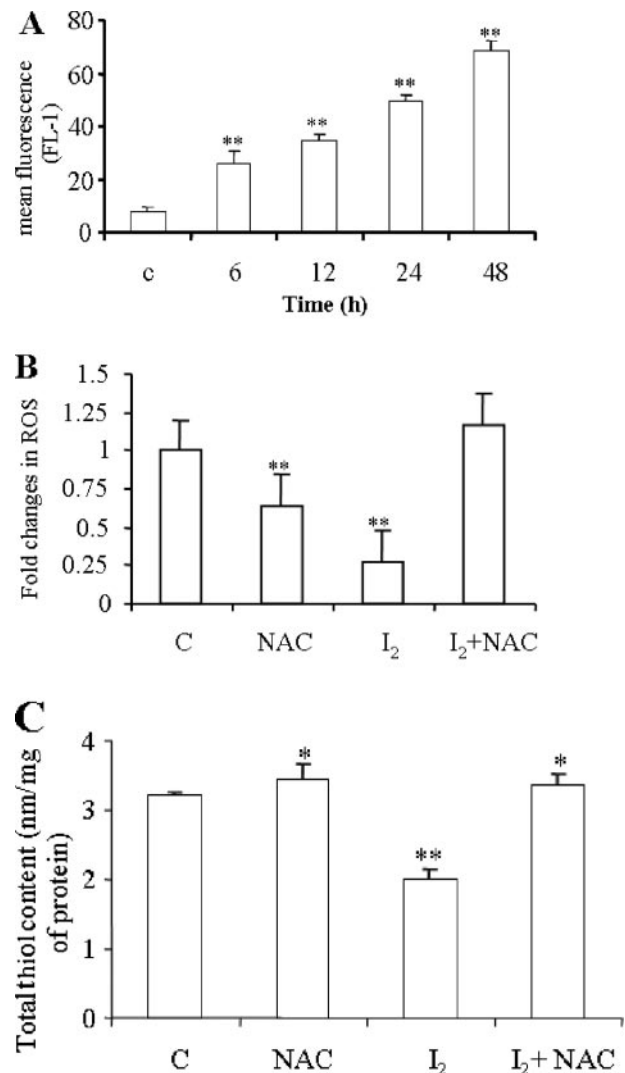 A
mean fluorescence
(FL-1)
80
60
40
20
0
**
**
**
**
c 6 12 24 48
Time (h)
B
Fold changes in ROS
1.5
1.25
1
0.75
0.5
0.25
0
**
**
C NAC I₂ I₂+NAC
C
Total thiol content (nm/mg
of protein)
4
3
2
1
0
*
**
*
C NAC I₂ I₂+ NAC